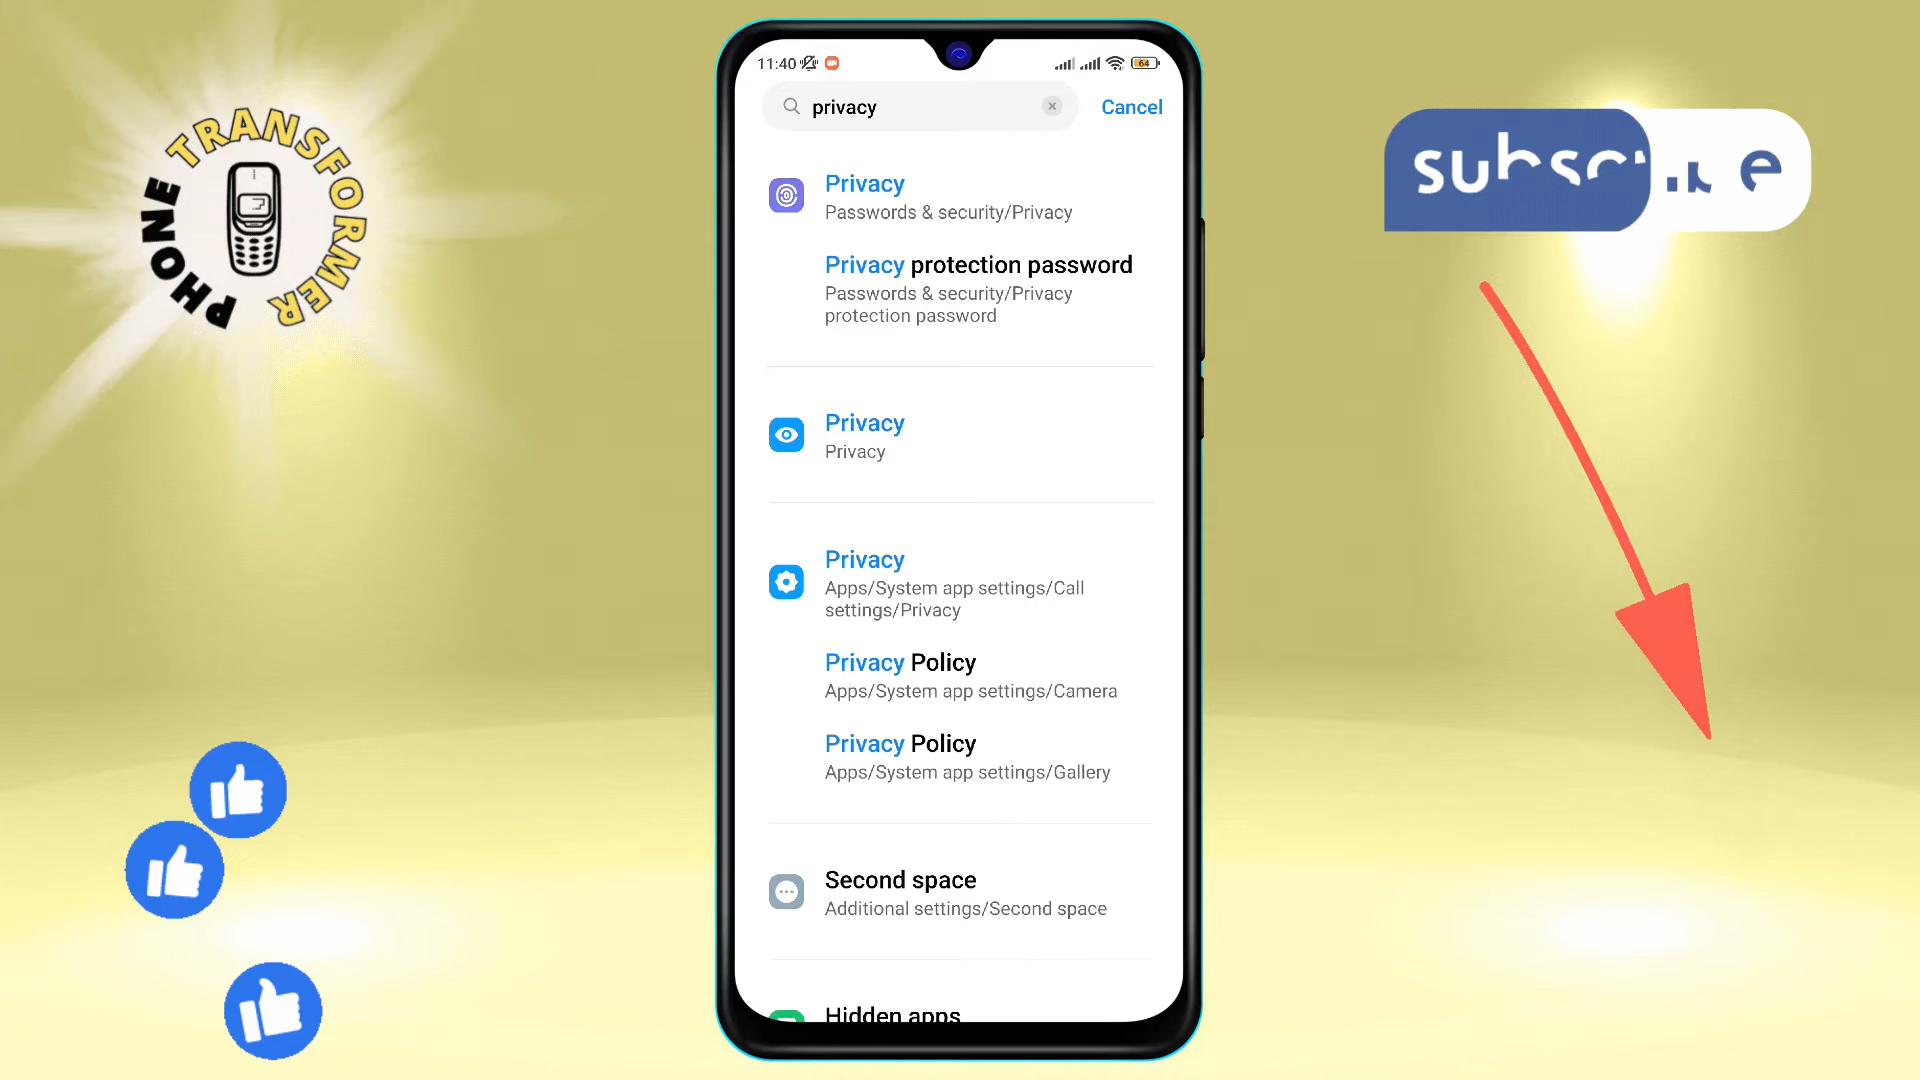 PHONE TRANSFORMER
11:40
64
privacy
Cancel
Privacy
Passwords & security/Privacy
Privacy protection password
Passwords & security/Privacy
protection password
Privacy
Privacy
Privacy
Apps/System app settings/Call
settings/Privacy
Privacy Policy
Apps/System app settings/Camera
Privacy Policy
Apps/System app settings/Gallery
Second space
Additional settings/Second space
Hidden apps
subscribe